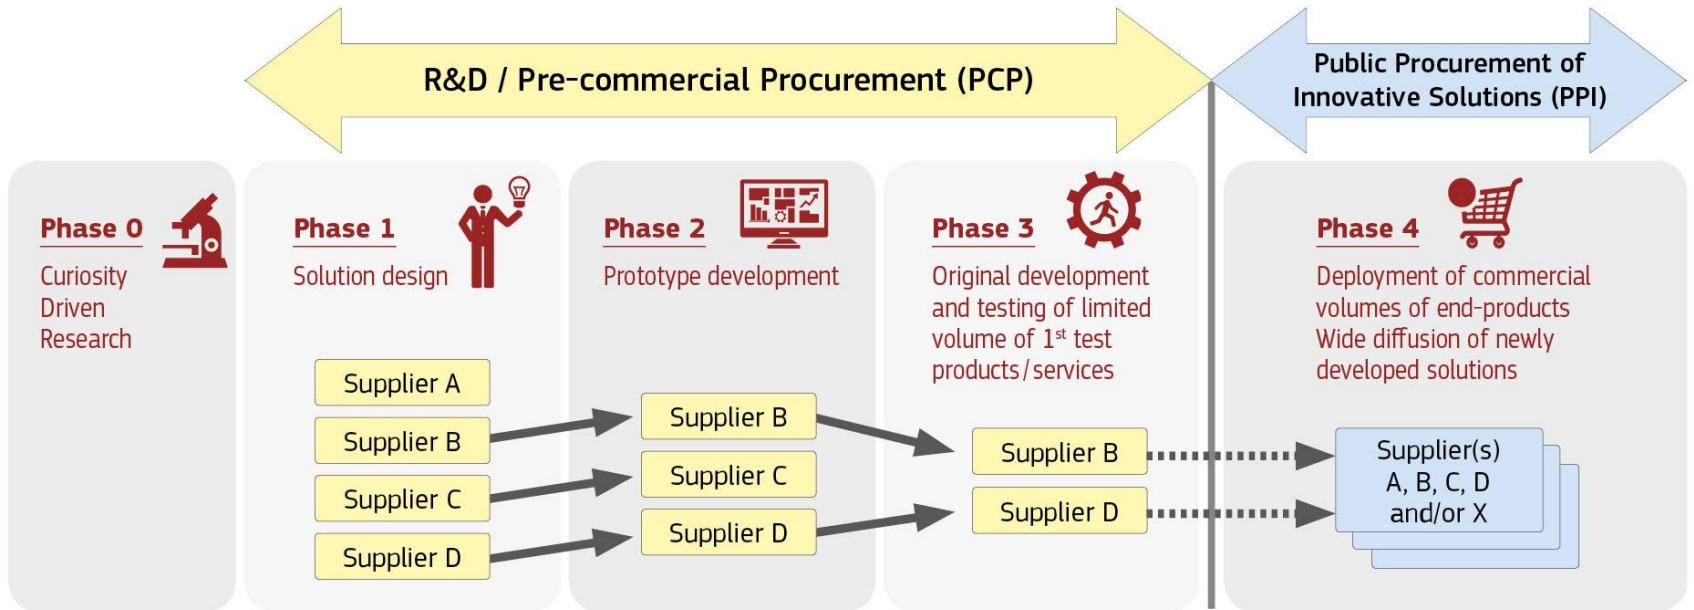 R&D / Pre-commercial Procurement (PCP)
Public Procurement of
Innovative Solutions (PPI)
Phase 0
Curiosity
Driven
Research
Phase 1
Solution design
Supplier A
Supplier B
Supplier C
Supplier D
Phase 2
Prototype development
Supplier B
Supplier C
Supplier D
Phase 3
Original development
and testing of limited
volume of 1st test
products/services
Supplier B
Supplier D
Phase 4
Deployment of commercial
volumes of end-products
Wide diffusion of newly
developed solutions
Supplier(s)
A, B, C, D
and/or X